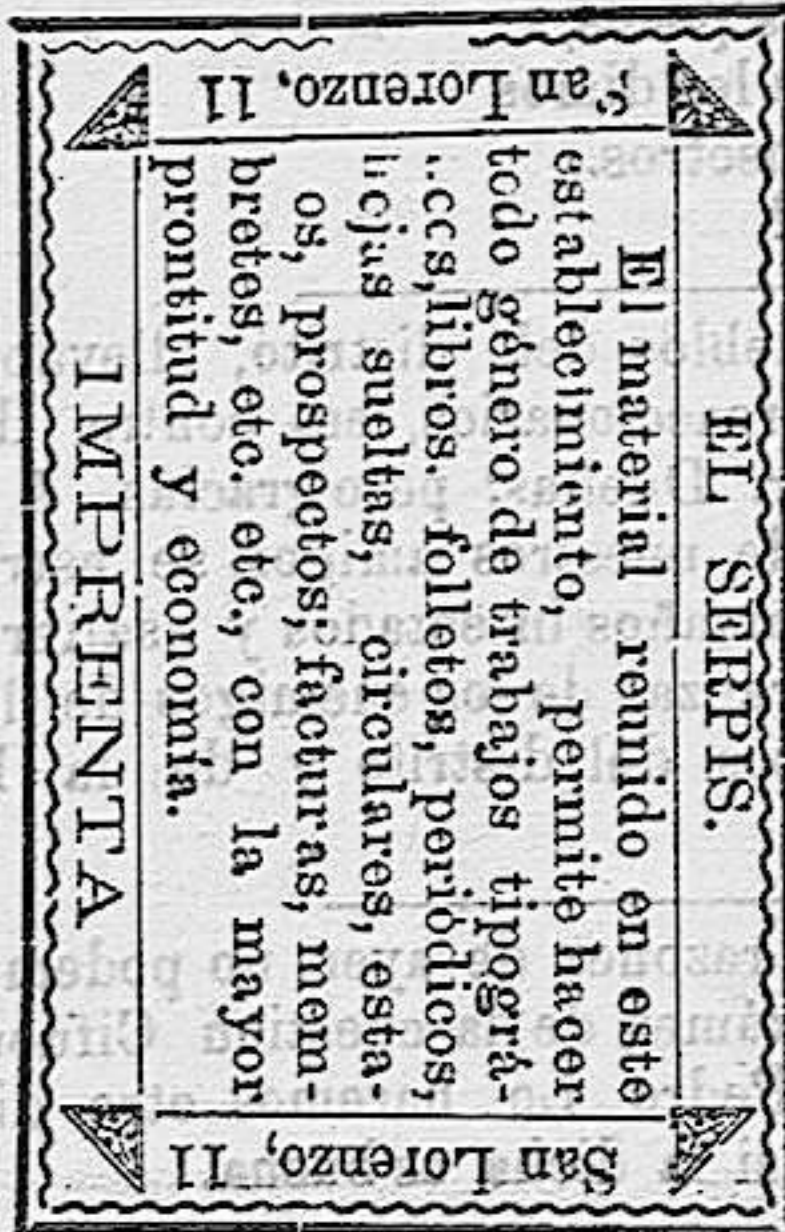 EL SERPIS.
El material reunido en este
establecimiento, permite hacer
todo género de trabajos tipográ-
libros. folletos, periódicos,
hojas sueltas, circulares, esta-
os, prospectos; facturas, mem-
bretes, etc. etc., con la mayor
prontitud y economía.
IMPRENTA
San Lorenzo, 11
San Lorenzo, 11